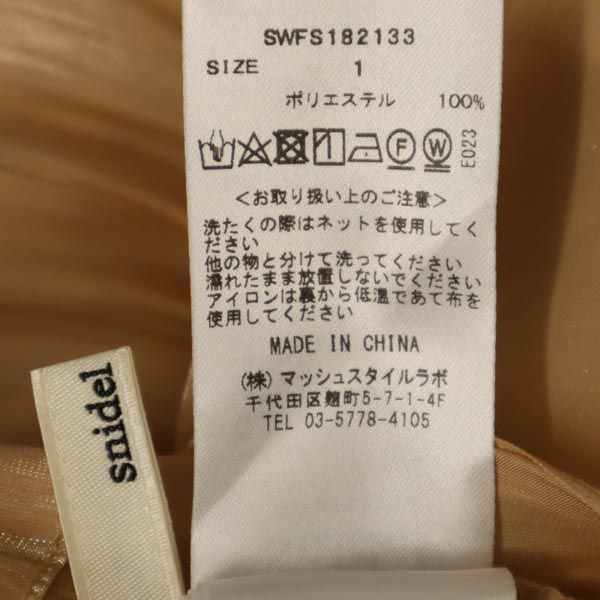 SWFS182133
SIZE 1
ポリエステル 100%
F W E023
<お取り扱い上のご注意>
洗たくの際はネットを使用してく
ださい
他の物と分けて洗ってください
濡れたまま放置しないでください
アイロンは裏から低温であて布を
使用してください
MADE IN CHINA
(株) マッシュスタイルラボ
千代田区麹町5-7-1-4F
TEL 03-5778-4105
snidel